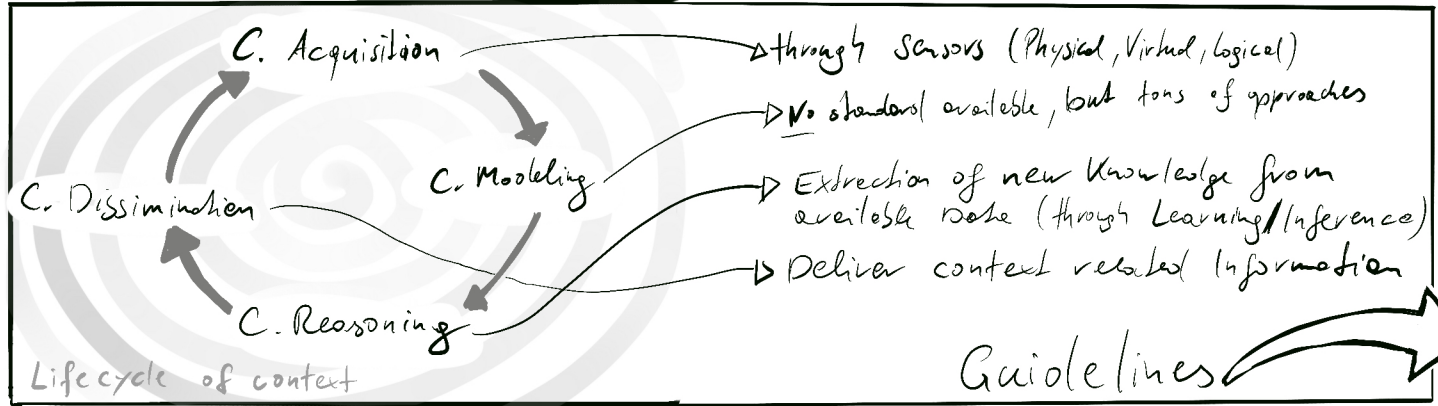 C. Acquisition
through Sensors (Physical, Virtual, Logical)
No standard available, but tons of approaches
C. Modeling
Extraction of new Knowledge from
available Data (through Learning/Inference)
C. Dissimination
Deliver context related Information
C. Reasoning
Lifecycle of context
Guidelines